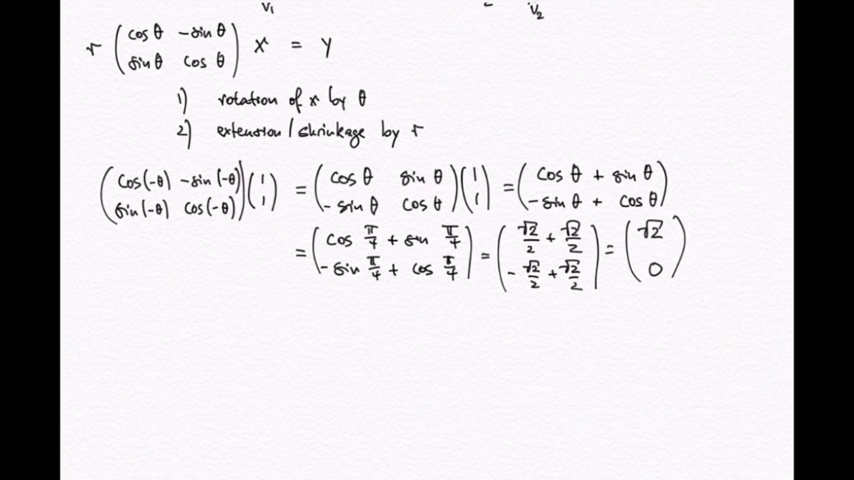 v₁ v₂
r ( cos θ -sin θ ; sin θ cos θ ) x = y
1) rotation of x by θ
2) extension / shrinkage by r
( cos(-θ) -sin(-θ) ; sin(-θ) cos(-θ) ) ( 1 ; 1 ) = ( cos θ sin θ ; -sin θ cos θ ) ( 1 ; 1 ) = ( cos θ + sin θ ; -sin θ + cos θ )
= ( cos π/4 + sin π/4 ; -sin π/4 + cos π/4 ) = ( √2/2 + √2/2 ; -√2/2 + √2/2 ) = ( √2 ; 0 )